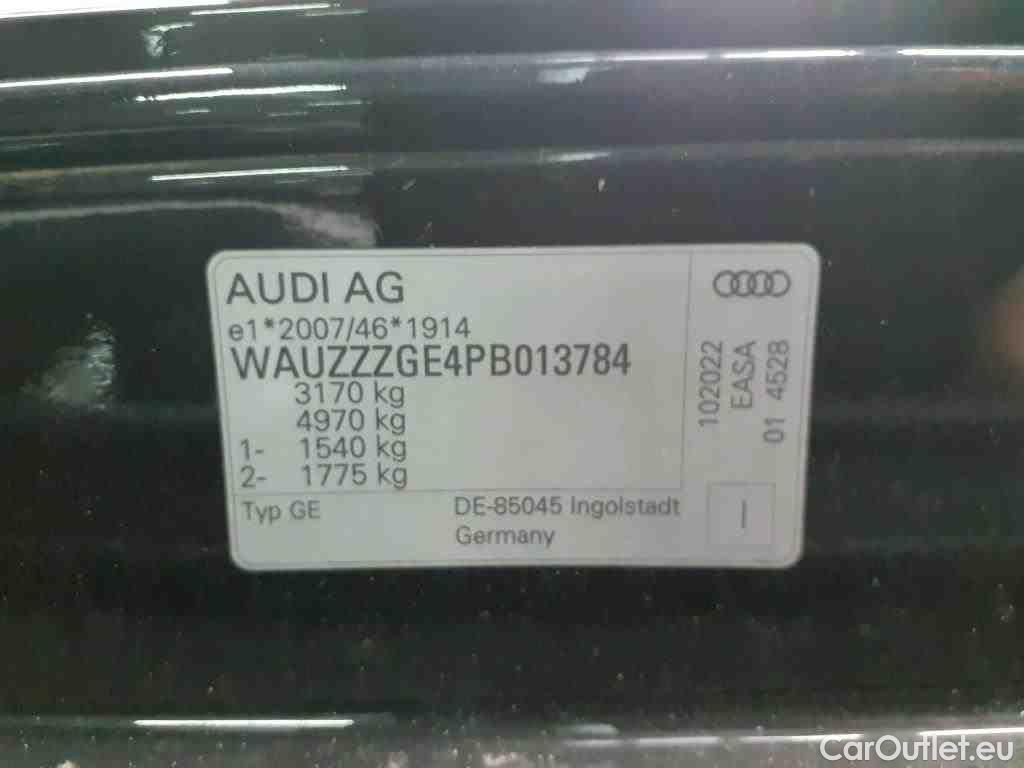 AUDI AG
e1*2007/46*1914
WAUZZZGE4PB013784
3170 kg
4970 kg
1- 1540 kg
2- 1775 kg
Typ GE
DE-85045 Ingolstadt
Germany
102022
EASA
01 4528
I
CarOutlet.eu